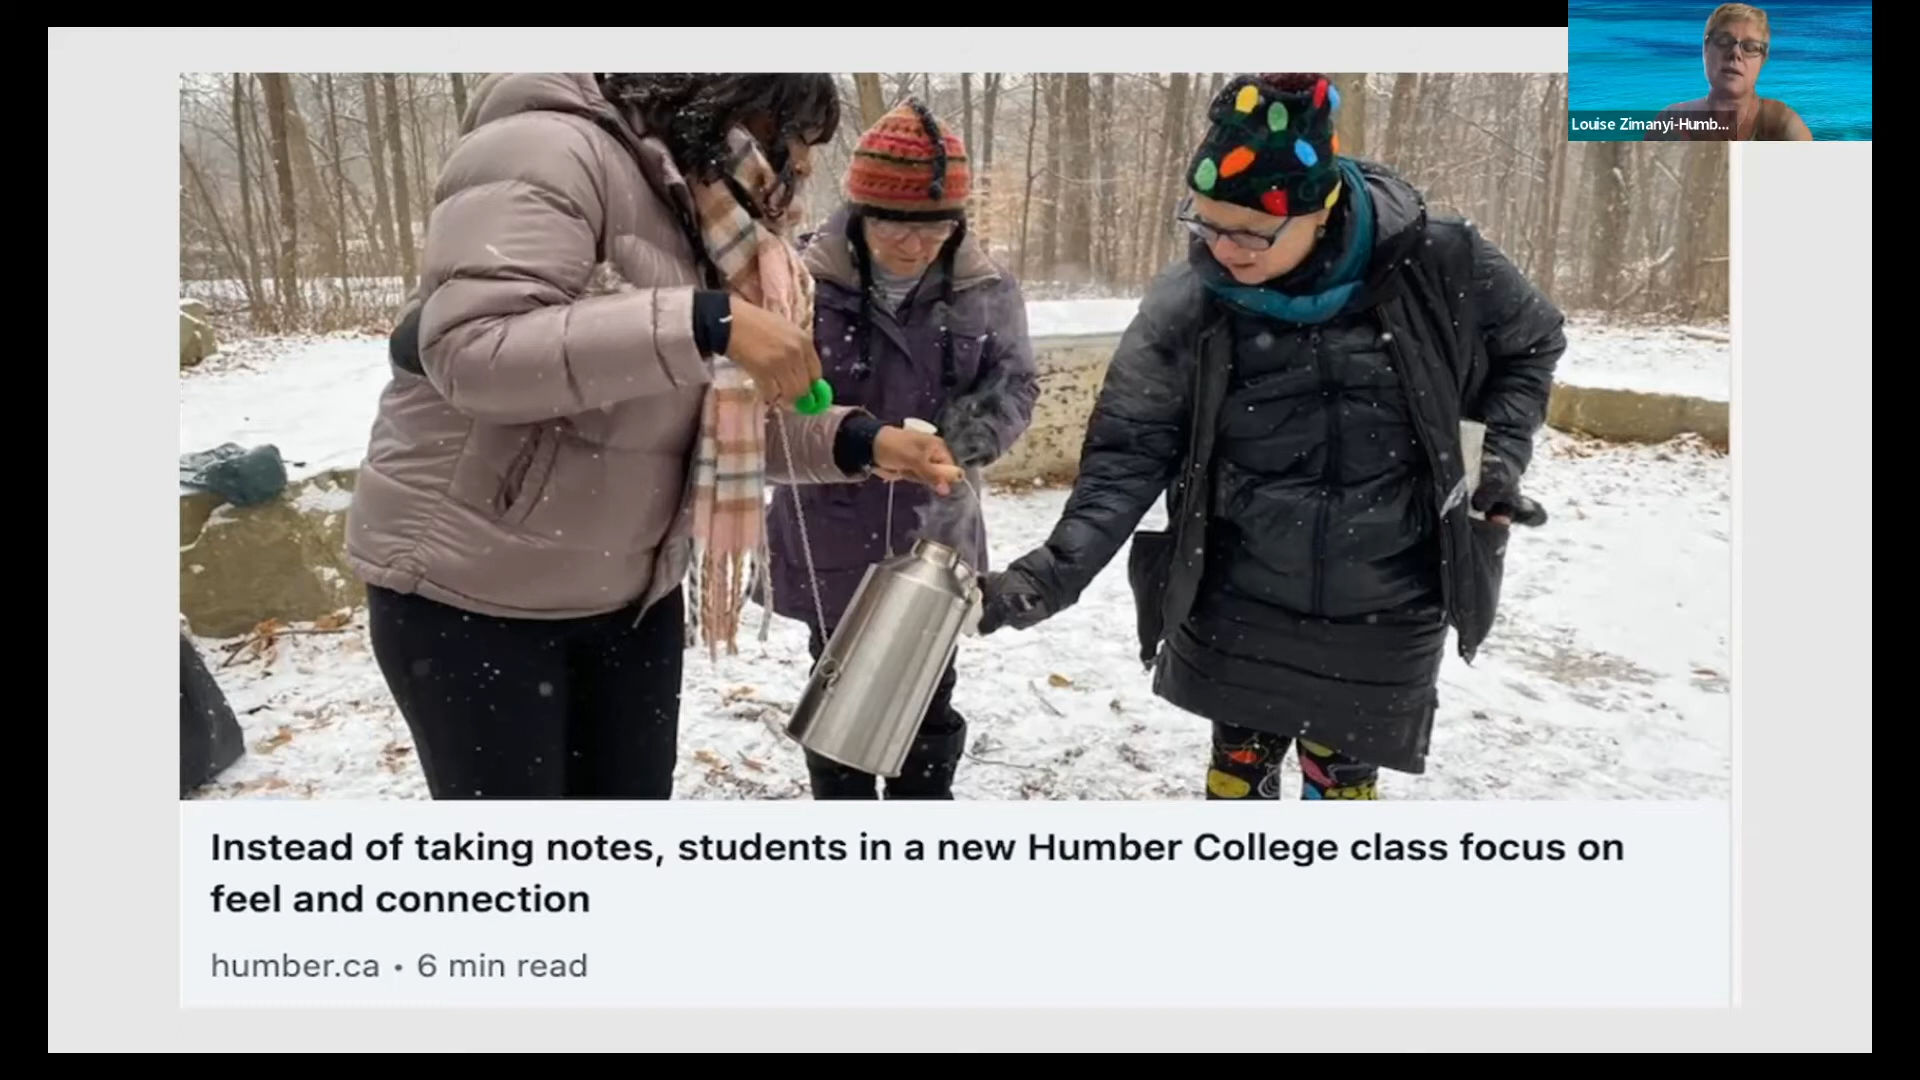 Louise Zimanyi-Humb...
Instead of taking notes, students in a new Humber College class focus on
feel and connection
humber.ca • 6 min read